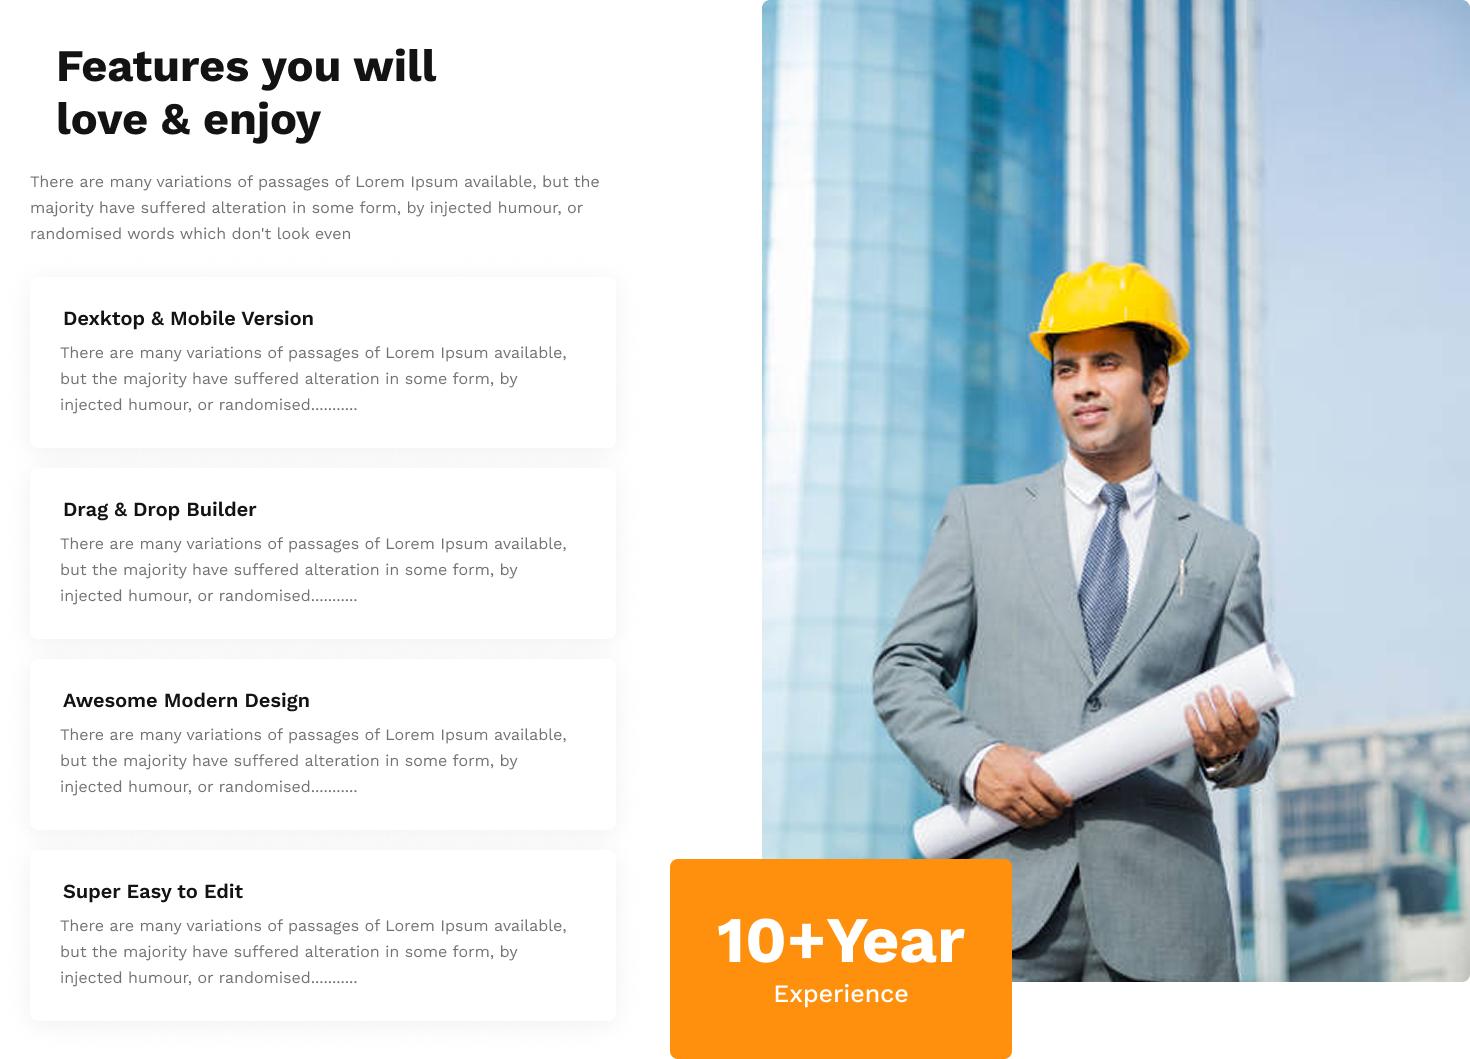 Features you will
love & enjoy
There are many variations of passages of Lorem Ipsum available, but the
majority have suffered alteration in some form, by injected humour, or
randomised words which don't look even
Dexktop & Mobile Version
There are many variations of passages of Lorem Ipsum available,
but the majority have suffered alteration in some form, by
injected humour, or randomised...........
Drag & Drop Builder
There are many variations of passages of Lorem Ipsum available,
but the majority have suffered alteration in some form, by
injected humour, or randomised...........
Awesome Modern Design
There are many variations of passages of Lorem Ipsum available,
but the majority have suffered alteration in some form, by
injected humour, or randomised...........
Super Easy to Edit
There are many variations of passages of Lorem Ipsum available,
but the majority have suffered alteration in some form, by
injected humour, or randomised...........
10+Year
Experience